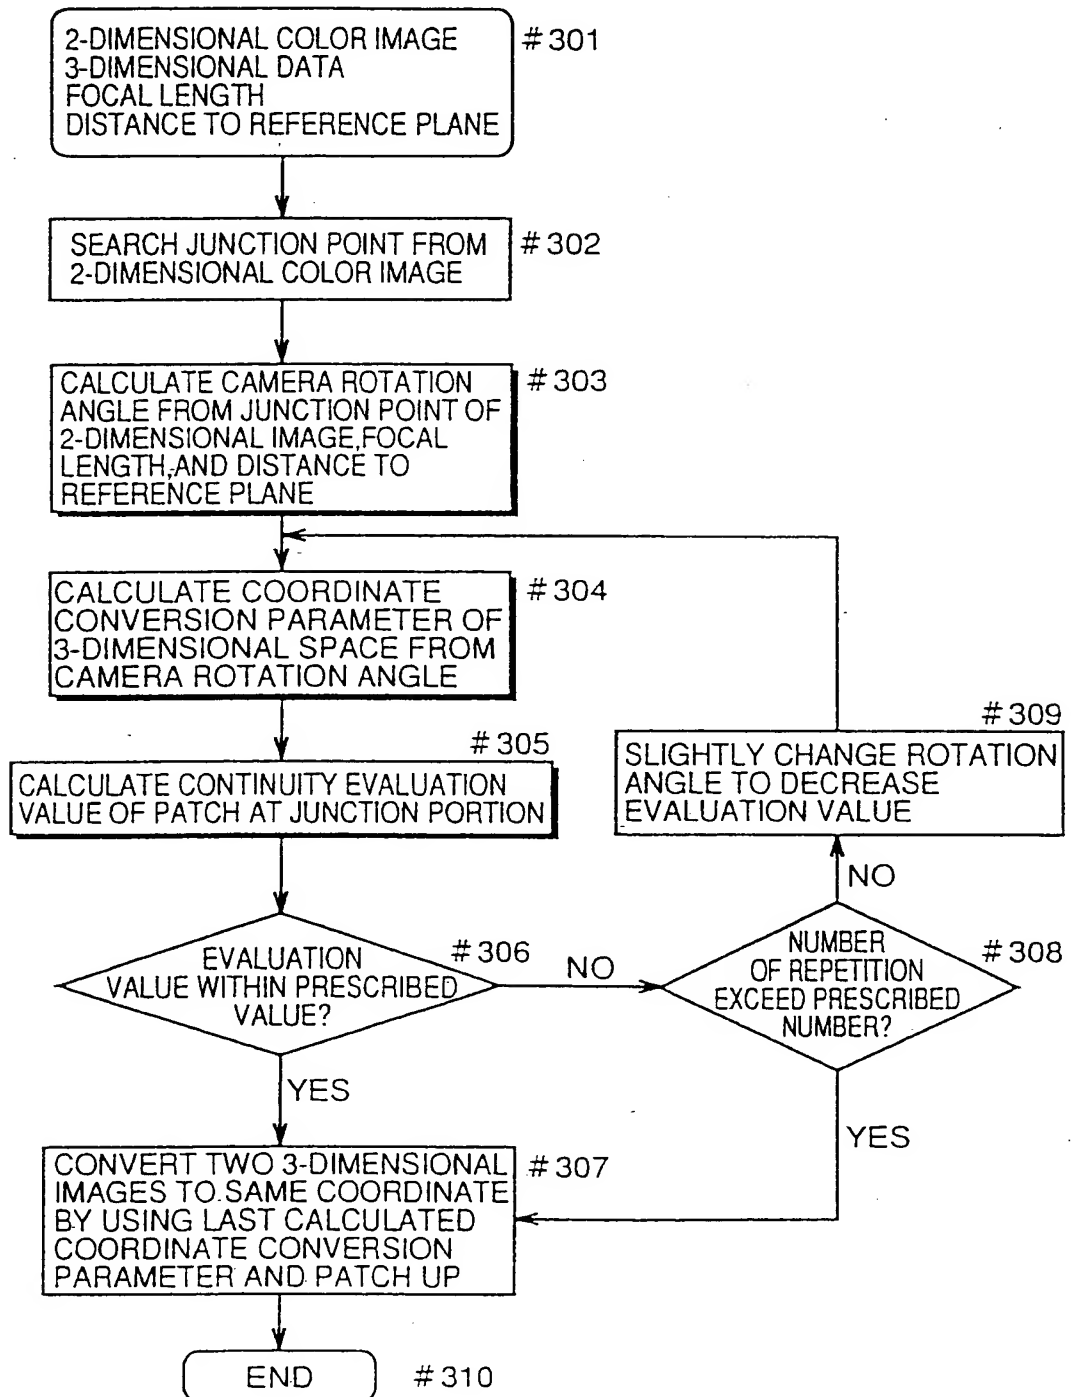 2-DIMENSIONAL COLOR IMAGE
3-DIMENSIONAL DATA
FOCAL LENGTH
DISTANCE TO REFERENCE PLANE
#301
SEARCH JUNCTION POINT FROM
2-DIMENSIONAL COLOR IMAGE
#302
CALCULATE CAMERA ROTATION
ANGLE FROM JUNCTION POINT OF
2-DIMENSIONAL IMAGE,FOCAL
LENGTH,AND DISTANCE TO
REFERENCE PLANE
#303
CALCULATE COORDINATE
CONVERSION PARAMETER OF
3-DIMENSIONAL SPACE FROM
CAMERA ROTATION ANGLE
#304
#305
CALCULATE CONTINUITY EVALUATION
VALUE OF PATCH AT JUNCTION PORTION
#309
SLIGHTLY CHANGE ROTATION
ANGLE TO DECREASE
EVALUATION VALUE
NO
EVALUATION
VALUE WITHIN PRESCRIBED
VALUE?
#306
NO
NUMBER
OF REPETITION
EXCEED PRESCRIBED
NUMBER?
#308
YES
YES
CONVERT TWO 3-DIMENSIONAL
IMAGES TO SAME COORDINATE
BY USING LAST CALCULATED
COORDINATE CONVERSION
PARAMETER AND PATCH UP
#307
END
#310